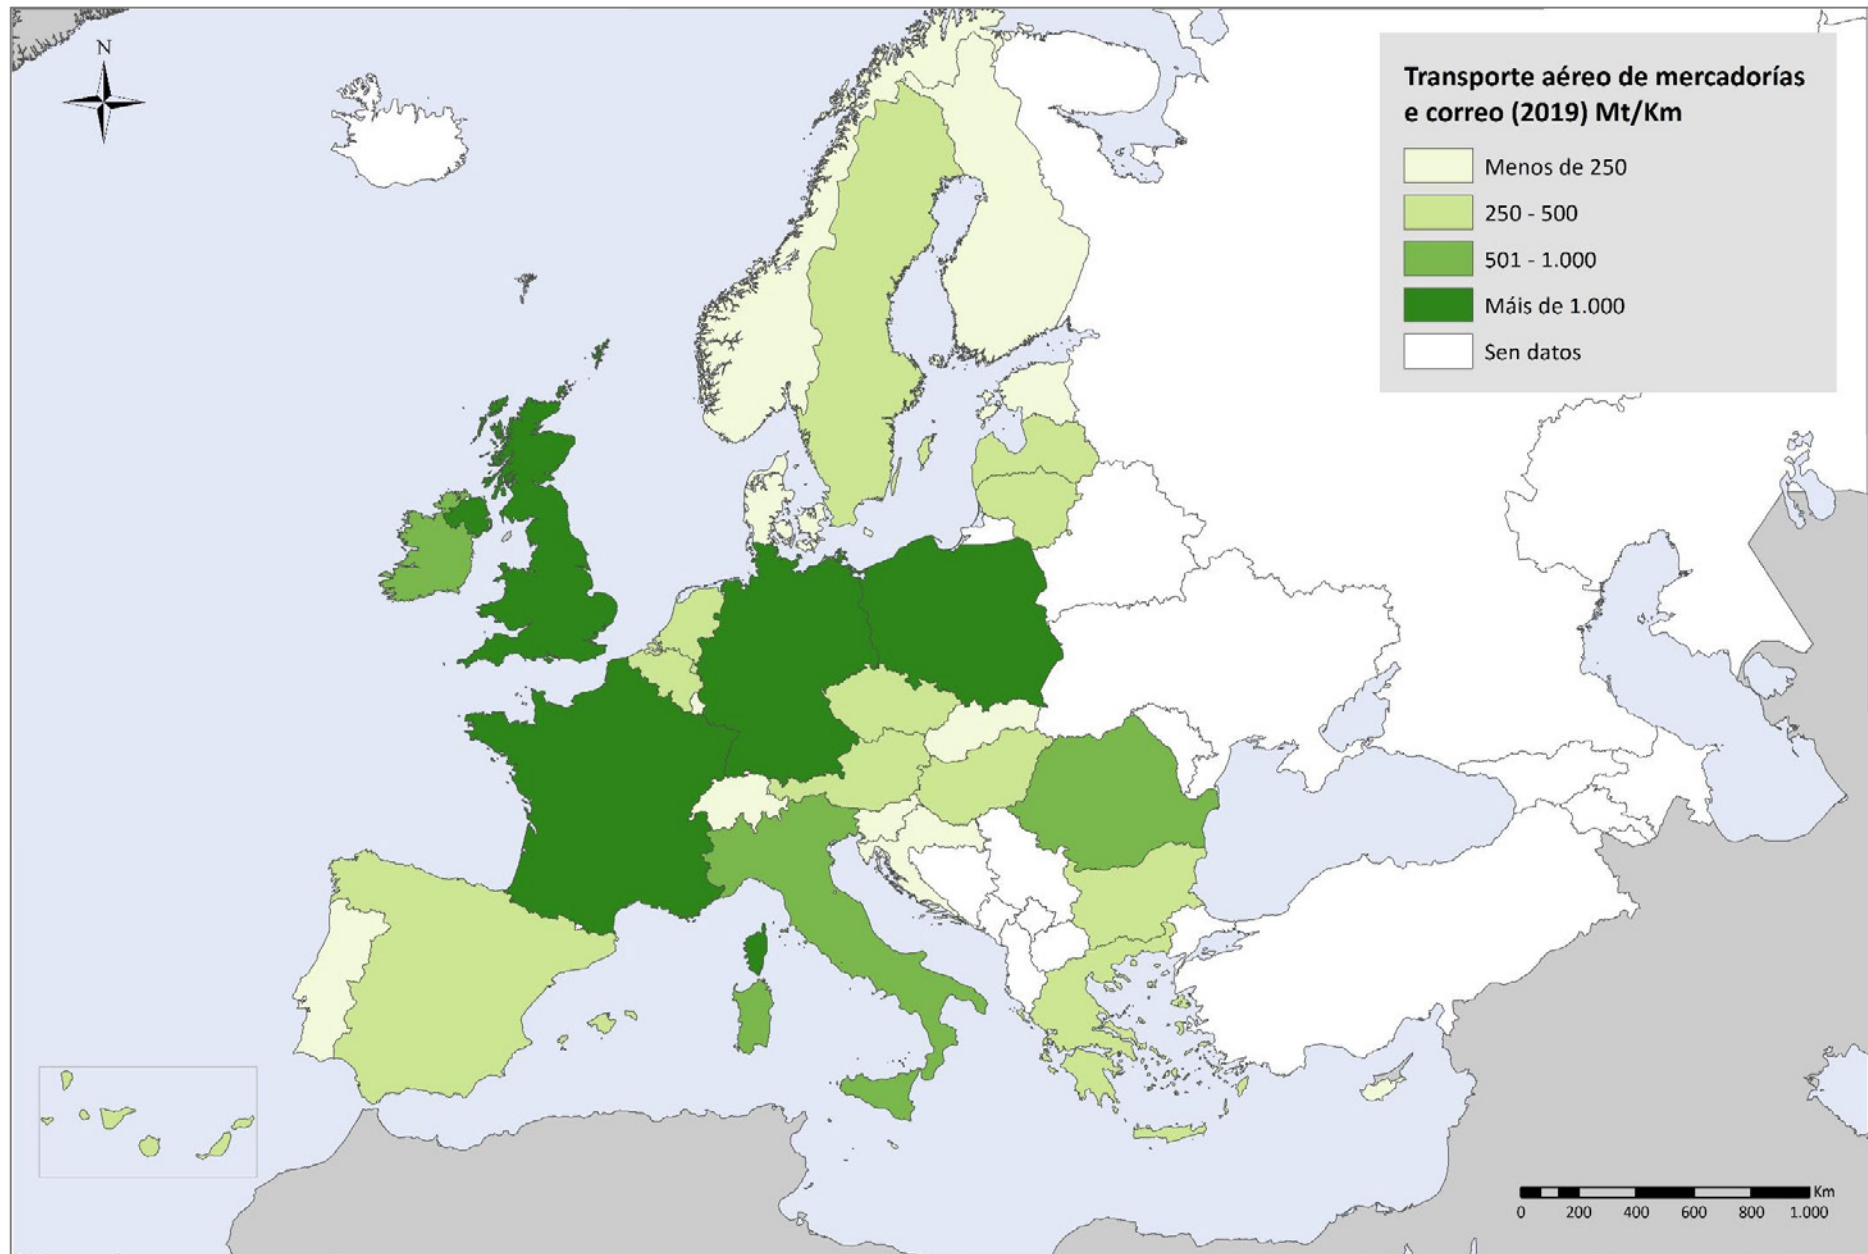 N
Transporte aéreo de mercadorías
e correo (2019) Mt/Km
Menos de 250
250 - 500
501 - 1.000
Máis de 1.000
Sen datos
Km
0 200 400 600 800 1.000